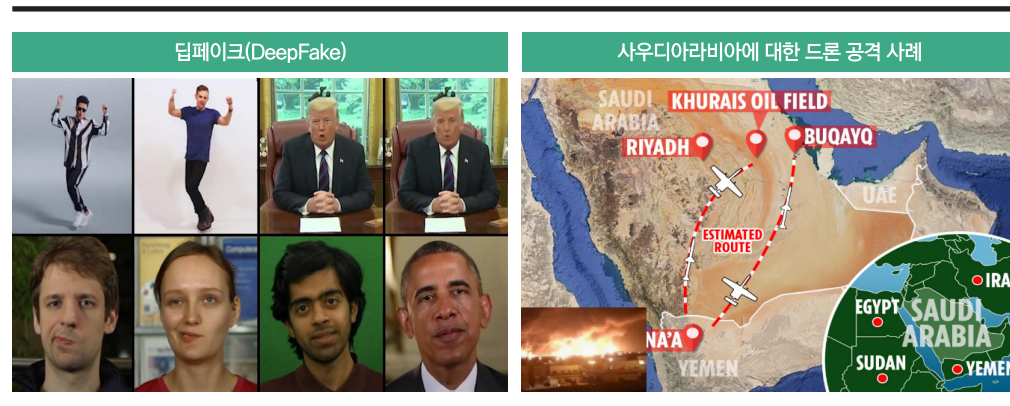 딥페이크(DeepFake)
사우디아라비아에 대한 드론 공격 사례
SAUDI
ARABIA
KHURAIS OIL FIELD
RIYADH
BUQAYQ
UAE
ESTIMATED
ROUTE
NA'A
YEMEN
IRA
EGYPT
SAUDI
ARABIA
SUDAN
YEMEN